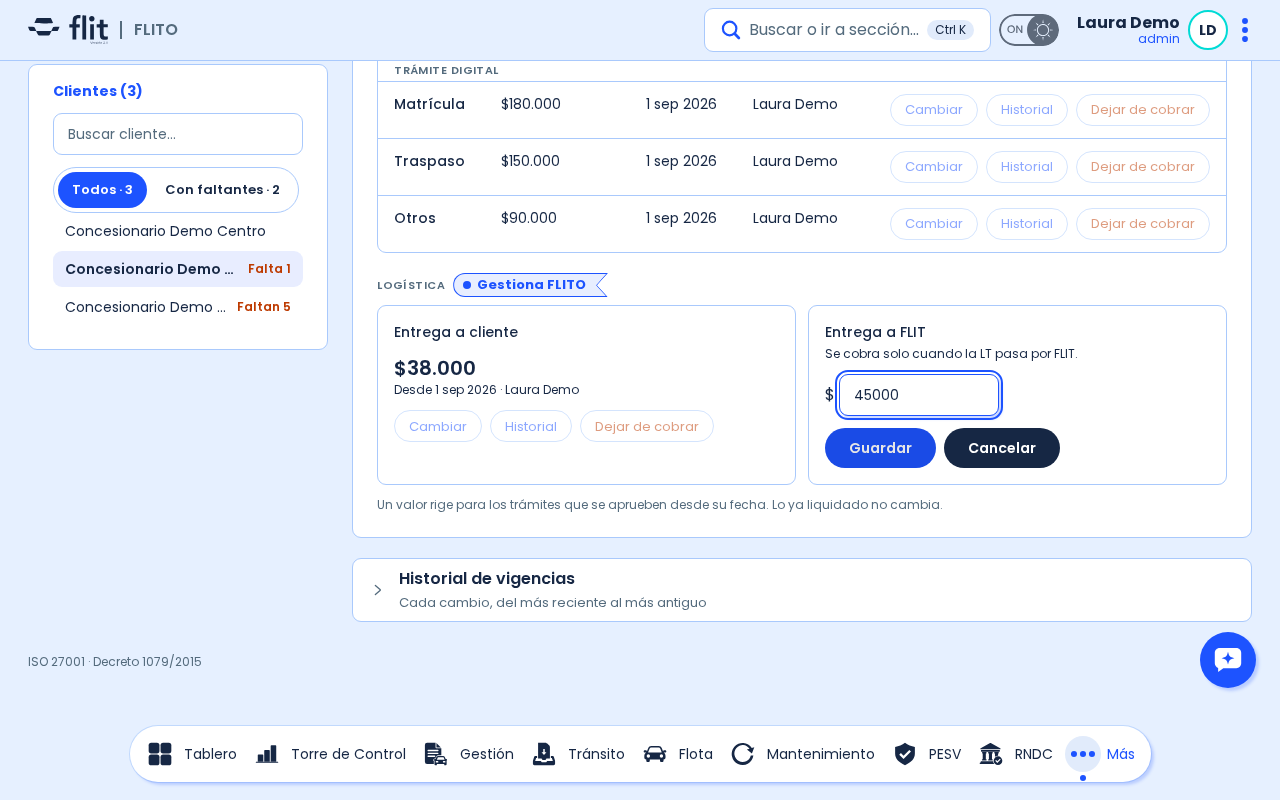 flit
FLITO
Buscar o ir a sección...
Ctrl K
ON
Laura Demo
admin
LD
Clientes (3)
Buscar cliente...
Todos · 3
Con faltantes · 2
Concesionario Demo Centro
Concesionario Demo ...
Falta 1
Concesionario Demo ...
Faltan 5
TRÁMITE DIGITAL
Matrícula
$180.000
1 sep 2026
Laura Demo
Cambiar
Historial
Dejar de cobrar
Traspaso
$150.000
1 sep 2026
Laura Demo
Cambiar
Historial
Dejar de cobrar
Otros
$90.000
1 sep 2026
Laura Demo
Cambiar
Historial
Dejar de cobrar
LOGÍSTICA
Gestiona FLITO
Entrega a cliente
$38.000
Desde 1 sep 2026 · Laura Demo
Cambiar
Historial
Dejar de cobrar
Entrega a FLIT
Se cobra solo cuando la LT pasa por FLIT.
$ 45000
Guardar
Cancelar
Un valor rige para los trámites que se aprueben desde su fecha. Lo ya liquidado no cambia.
Historial de vigencias
Cada cambio, del más reciente al más antiguo
ISO 27001 · Decreto 1079/2015
Tablero
Torre de Control
Gestión
Tránsito
Flota
Mantenimiento
PESV
RNDC
Más